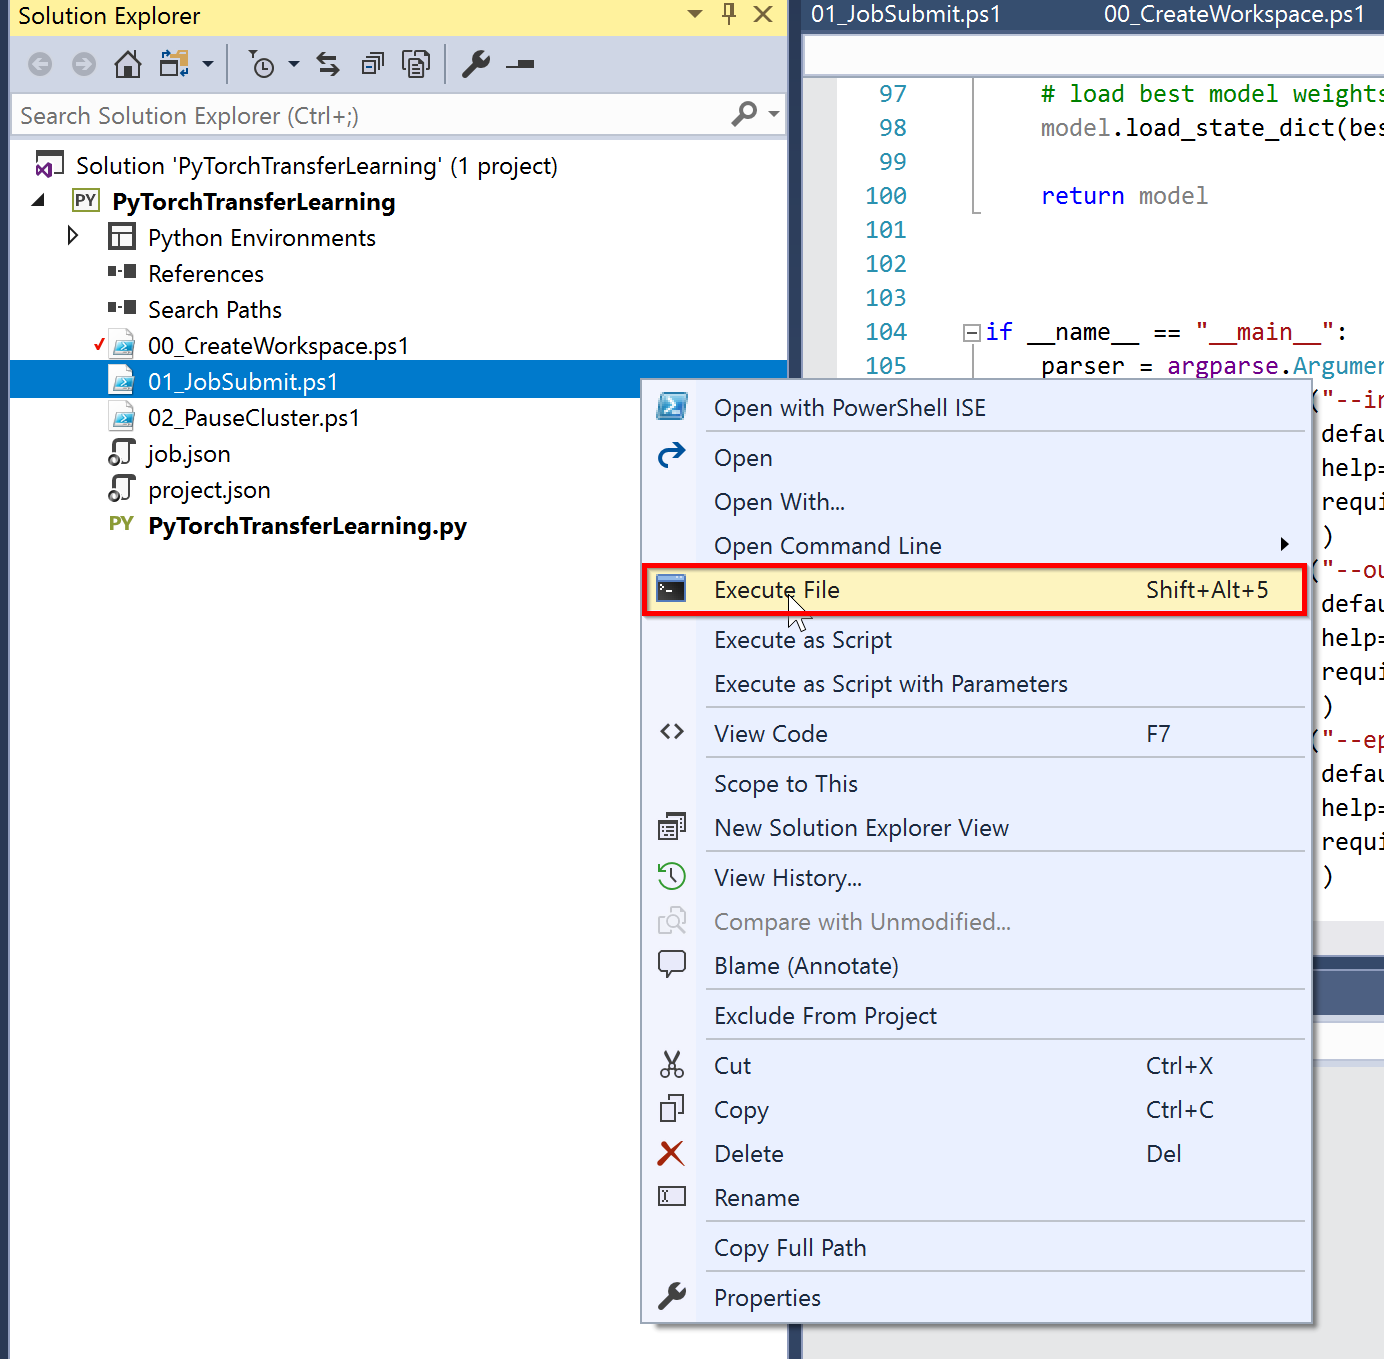 Solution Explorer
Search Solution Explorer (Ctrl+;)
Solution 'PyTorchTransferLearning' (1 project)
PY PyTorchTransferLearning
Python Environments
References
Search Paths
00_CreateWorkspace.ps1
01_JobSubmit.ps1
02_PauseCluster.ps1
job.json
project.json
PY PyTorchTransferLearning.py
01_JobSubmit.ps1 00_CreateWorkspace.ps1
97 # load best model weights
98 model.load_state_dict(bes
99
100 return model
101
102
103
104 if __name__ == "__main__":
105 parser = argparse.Argumen
("--in
defau
help=
requi
)
("--ou
defau
help=
requi
)
("--ep
defau
help=
requi
)
Open with PowerShell ISE
Open
Open With...
Open Command Line
Execute File Shift+Alt+5
Execute as Script
Execute as Script with Parameters
View Code F7
Scope to This
New Solution Explorer View
View History...
Compare with Unmodified...
Blame (Annotate)
Exclude From Project
Cut Ctrl+X
Copy Ctrl+C
Delete Del
Rename
Copy Full Path
Properties